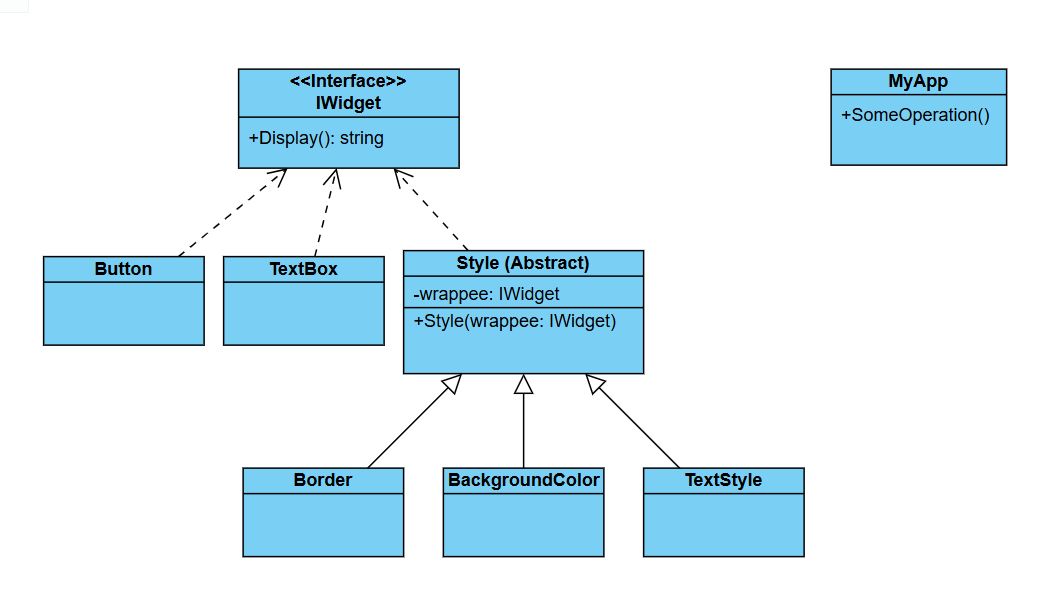 <<Interface>>
IWidget
+Display(): string
MyApp
+SomeOperation()
Button
TextBox
Style (Abstract)
-wrappee: IWidget
+Style(wrappee: IWidget)
Border
BackgroundColor
TextStyle